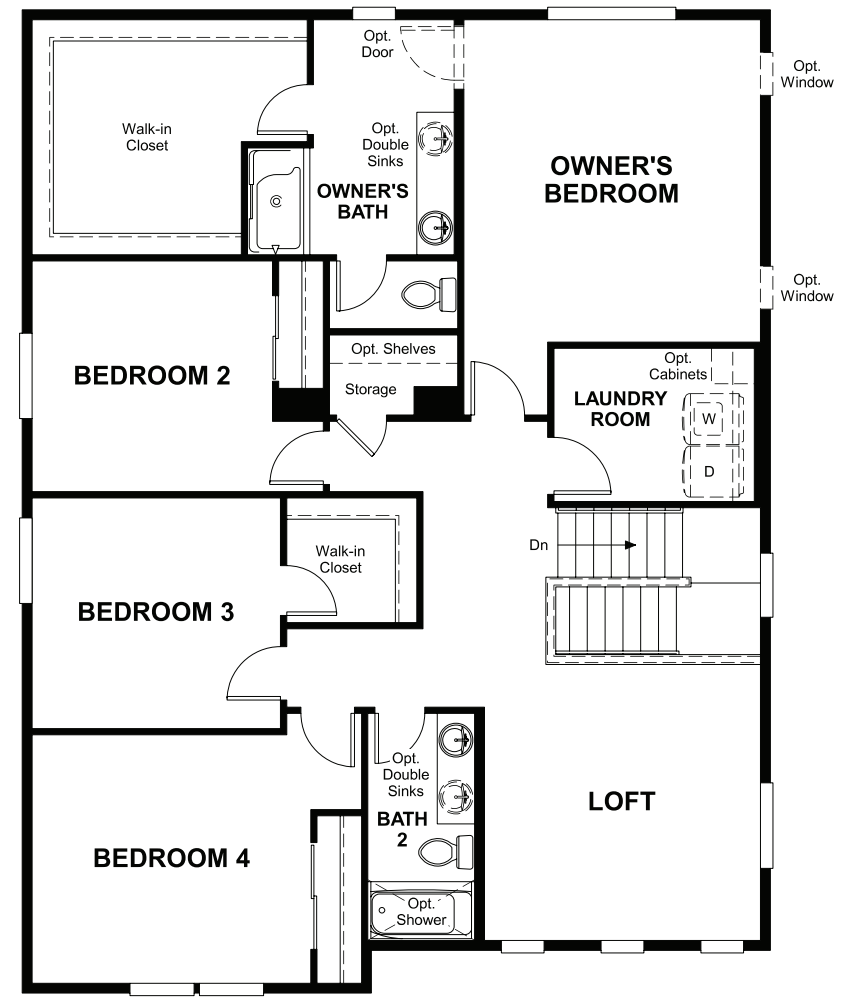 Opt.
Door
Opt.
Window
Walk-in
Closet
Opt.
Double
Sinks
OWNER'S
BEDROOM
OWNER'S
BATH
Opt.
Window
BEDROOM 2
Opt. Shelves
Storage
Opt.
Cabinets
LAUNDRY
ROOM
W
D
Dn
Walk-in
Closet
BEDROOM 3
Opt.
Double
Sinks
BATH
2
LOFT
BEDROOM 4
Opt.
Shower